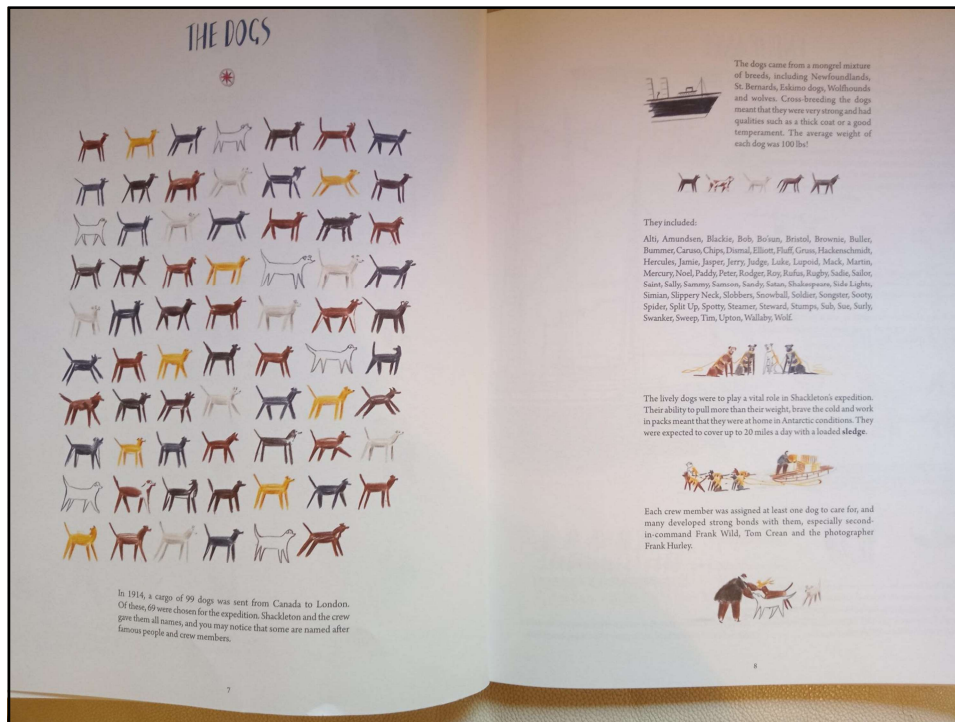 THE DOGS
In 1914, a cargo of 99 dogs was sent from Canada to London.
Of these, 69 were chosen for the expedition. Shackleton and the crew
gave them all names, and you may notice that some are named after
famous people and crew members.
7
The dogs came from a mongrel mixture
of breeds, including Newfoundlands,
St. Bernards, Eskimo dogs, Wolfhounds
and wolves. Cross-breeding the dogs
meant that they were very strong and had
qualities such as a thick coat or a good
temperament. The average weight of
each dog was 100 lbs!
They included:
Alti, Amundsen, Blackie, Bob, Bo'sun, Bristol, Brownie, Buller,
Bummer, Caruso, Chips, Dismal, Elliott, Fluff, Gruss, Hackenschmidt,
Hercules, Jamie, Jasper, Jerry, Judge, Luke, Lupoid, Mack, Martin,
Mercury, Noel, Paddy, Peter, Rodger, Roy, Rufus, Rugby, Sadie, Sailor,
Saint, Sally, Sammy, Samson, Sandy, Satan, Shakespeare, Side Lights,
Simian, Slippery Neck, Slobbers, Snowball, Soldier, Songster, Sooty,
Spider, Split Up, Spotty, Steamer, Steward, Stumps, Sub, Sue, Surly,
Swanker, Sweep, Tim, Upton, Wallaby, Wolf.
The lively dogs were to play a vital role in Shackleton's expedition.
Their ability to pull more than their weight, brave the cold and work
in packs meant that they were at home in Antarctic conditions. They
were expected to cover up to 20 miles a day with a loaded sledge.
Each crew member was assigned at least one dog to care for, and
many developed strong bonds with them, especially second-
in-command Frank Wild, Tom Crean and the photographer
Frank Hurley.
8